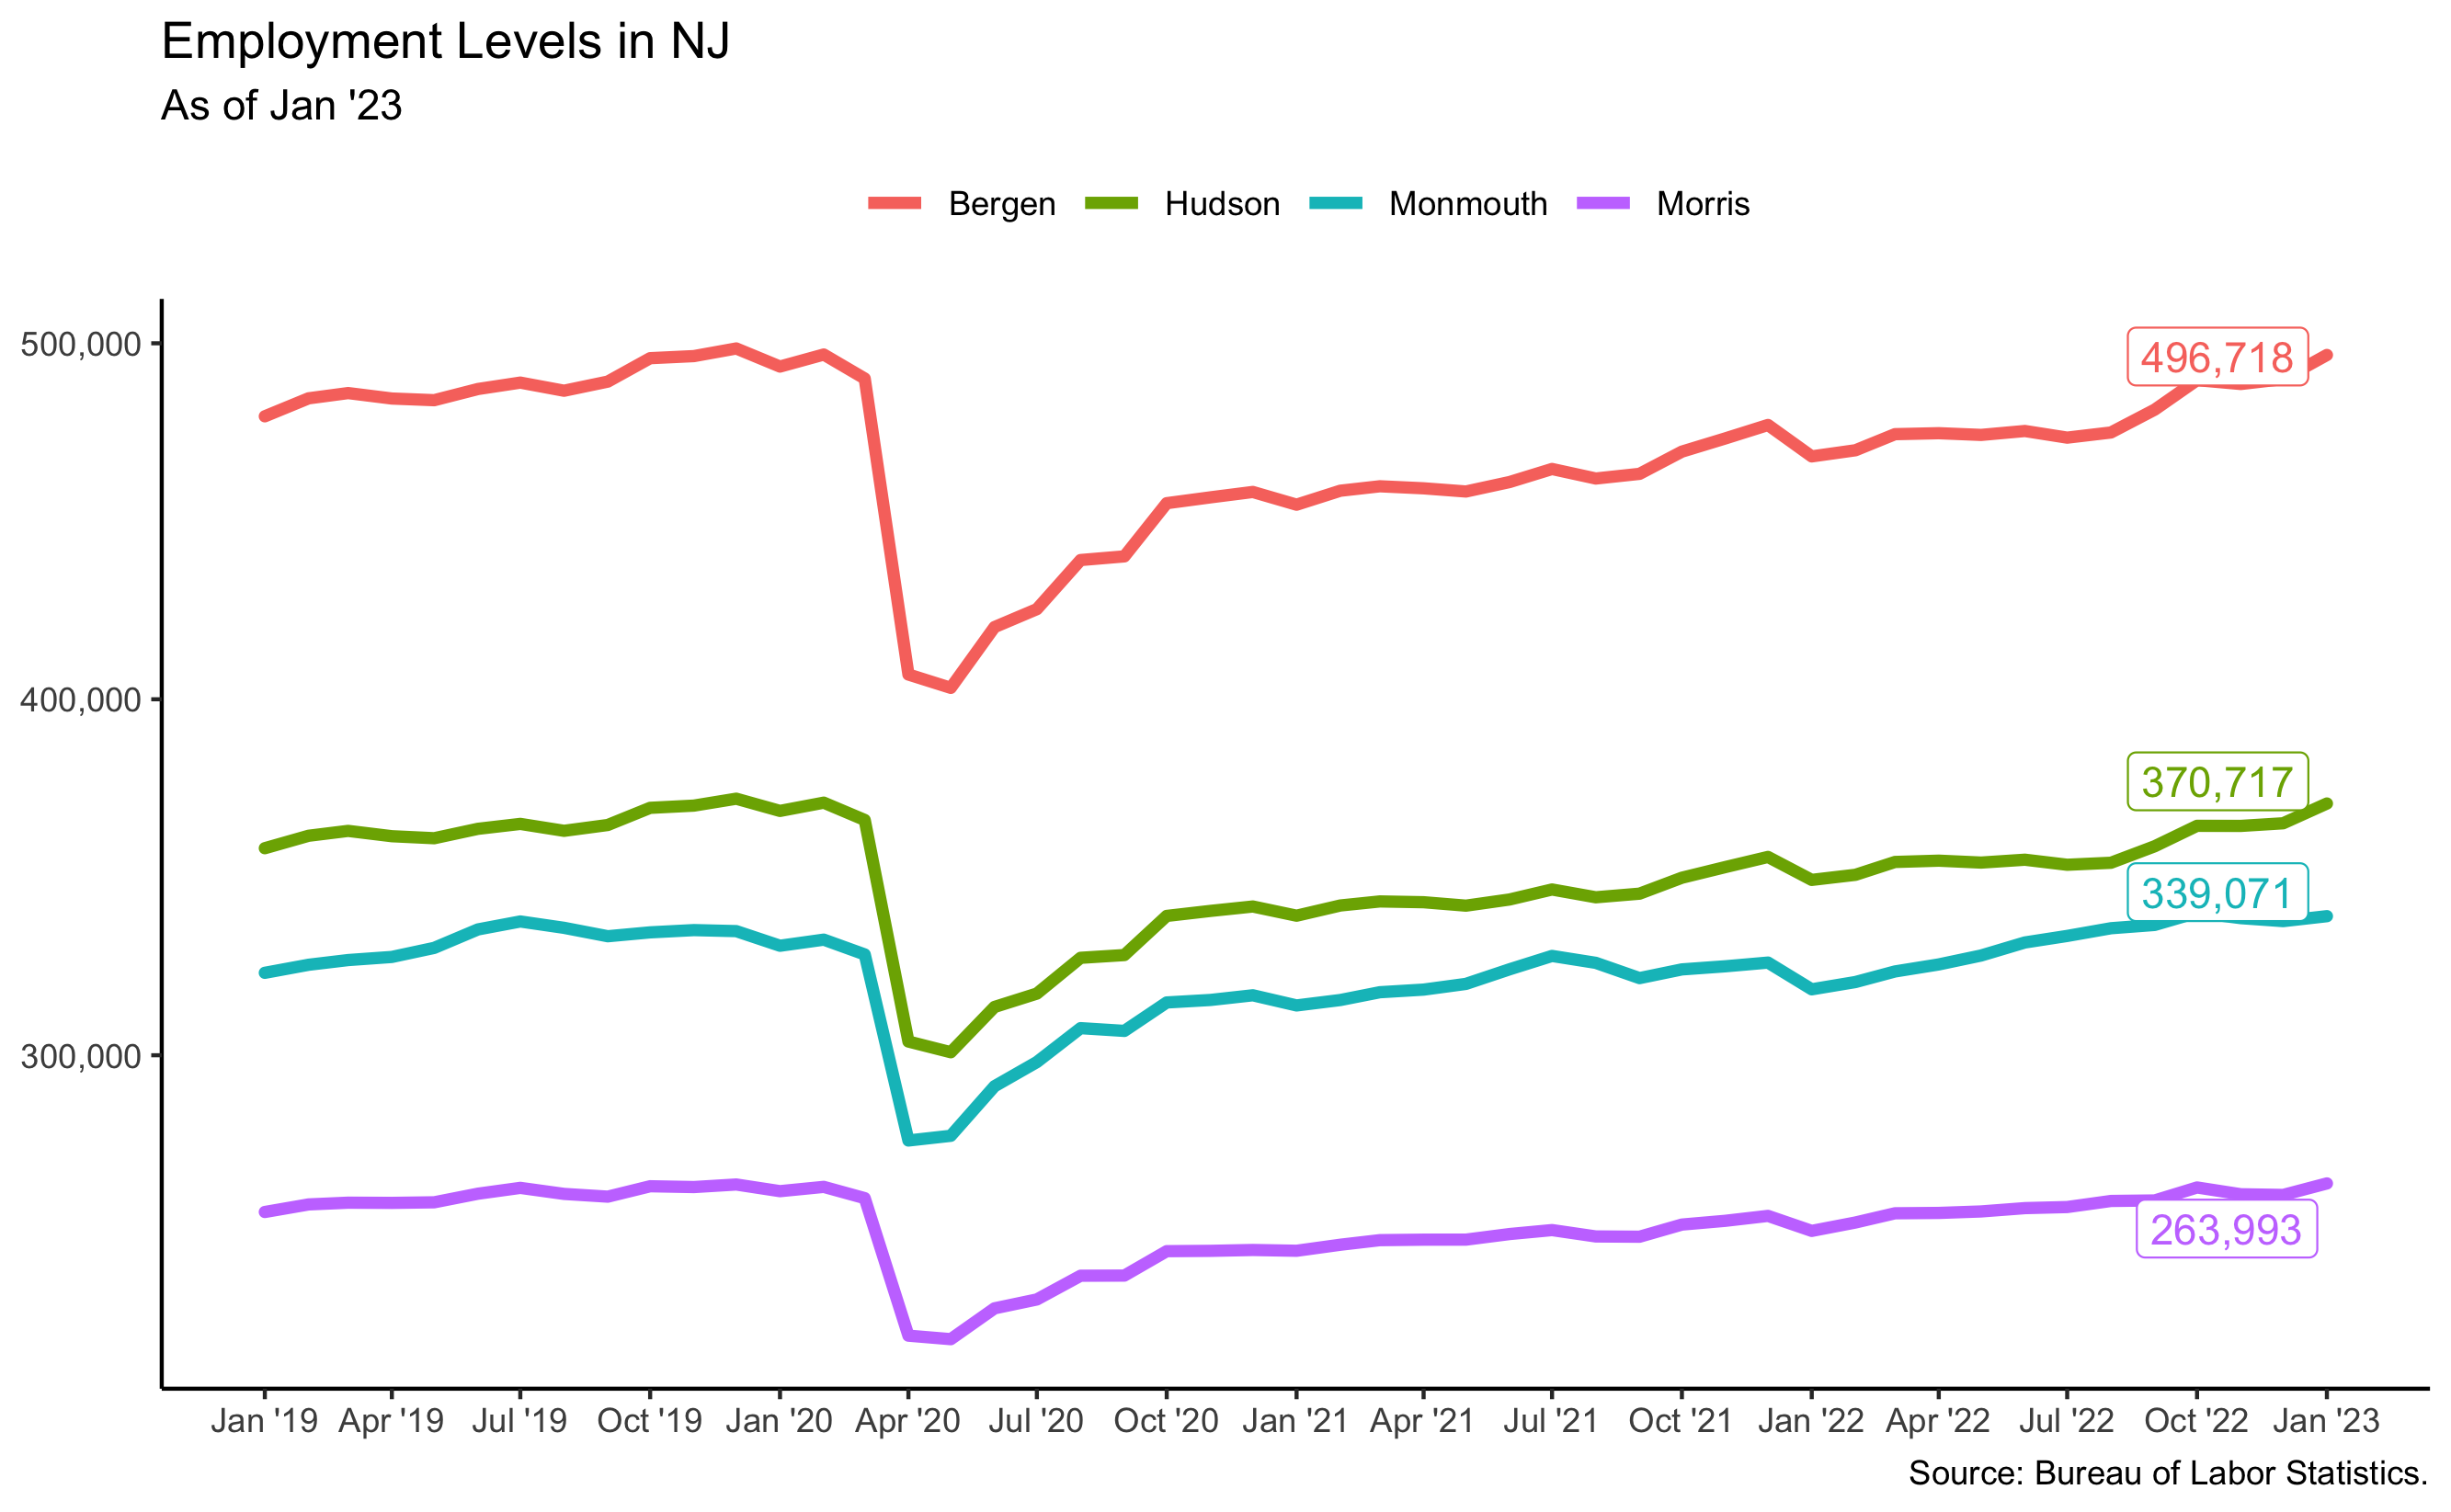 Employment Levels in NJ
As of Jan '23
Bergen Hudson Monmouth Morris
500,000
400,000
300,000
496,718
370,717
339,071
263,993
Jan '19 Apr '19 Jul '19 Oct '19 Jan '20 Apr '20 Jul '20 Oct '20 Jan '21 Apr '21 Jul '21 Oct '21 Jan '22 Apr '22 Jul '22 Oct '22 Jan '23
Source: Bureau of Labor Statistics.